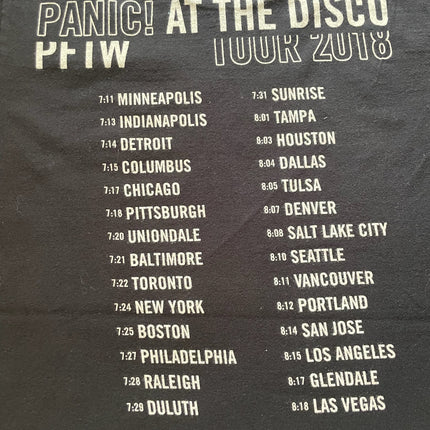 PANIC! AT THE DISCO
PFTW TOUR 2018
7:11 MINNEAPOLIS
7:13 INDIANAPOLIS
7:14 DETROIT
7:15 COLUMBUS
7:17 CHICAGO
7:18 PITTSBURGH
7:20 UNIONDALE
7:21 BALTIMORE
7:22 TORONTO
7:24 NEW YORK
7:25 BOSTON
7:27 PHILADELPHIA
7:28 RALEIGH
7:29 DULUTH
7:31 SUNRISE
8:01 TAMPA
8:03 HOUSTON
8:04 DALLAS
8:05 TULSA
8:07 DENVER
8:08 SALT LAKE CITY
8:10 SEATTLE
8:11 VANCOUVER
8:12 PORTLAND
8:14 SAN JOSE
8:15 LOS ANGELES
8:17 GLENDALE
8:18 LAS VEGAS